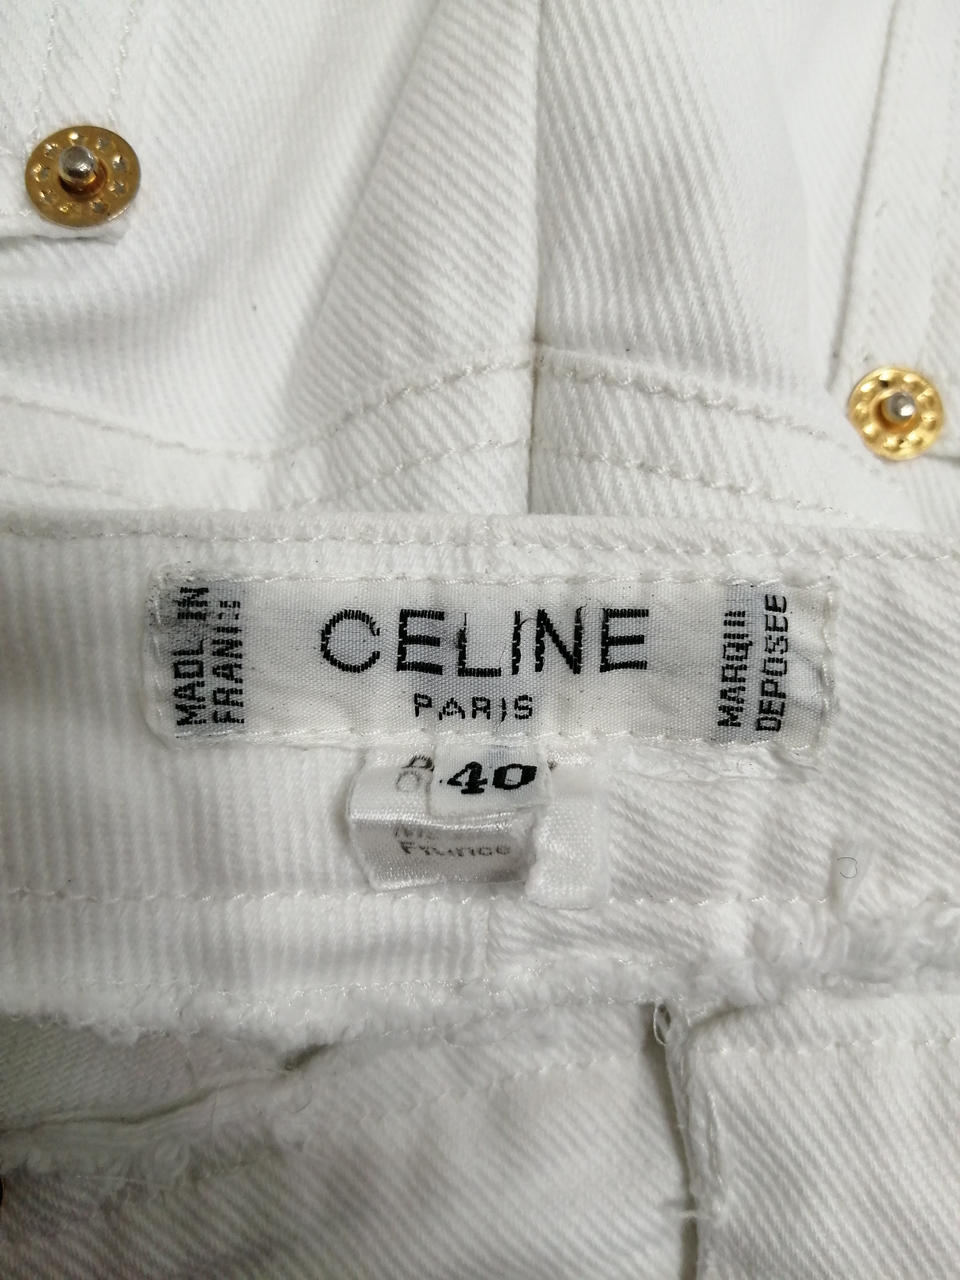 MADE IN
FRANCE
CELINE
PARIS
MARQUE
DEPOSEE
40
France